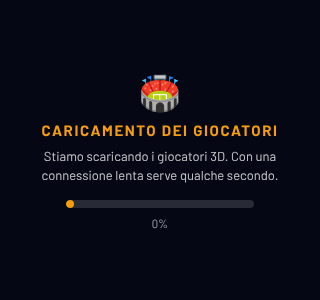 CARICAMENTO DEI GIOCATORI
Stiamo scaricando i giocatori 3D. Con una
connessione lenta serve qualche secondo.
0%